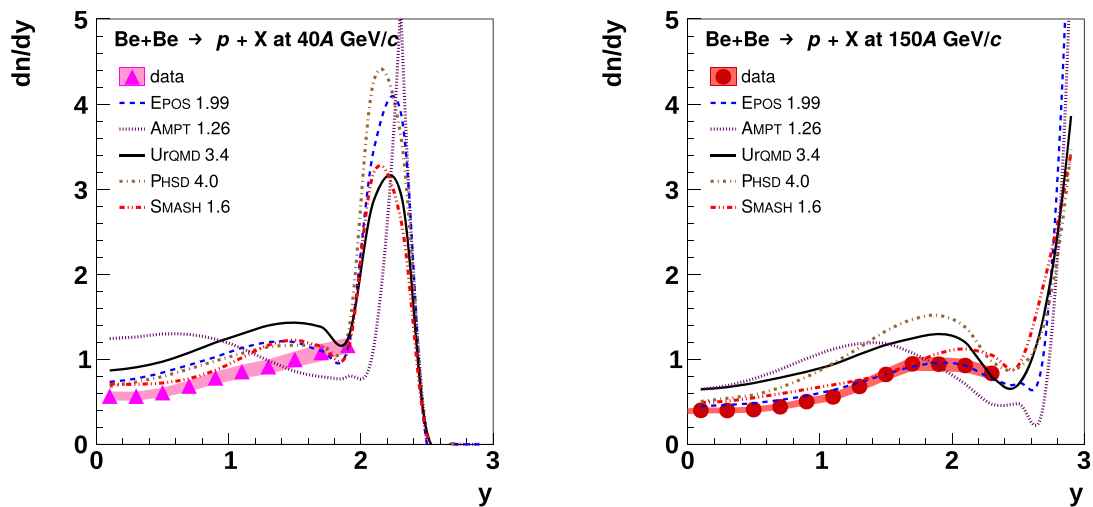 dn/dy
5
4
3
2
1
0
Be+Be → p + X at 40A GeV/c
data
EPOS 1.99
AMPT 1.26
UrQMD 3.4
PHSD 4.0
SMASH 1.6
0 1 2 3
y
dn/dy
5
4
3
2
1
0
Be+Be → p + X at 150A GeV/c
data
EPOS 1.99
AMPT 1.26
UrQMD 3.4
PHSD 4.0
SMASH 1.6
0 1 2 3
y